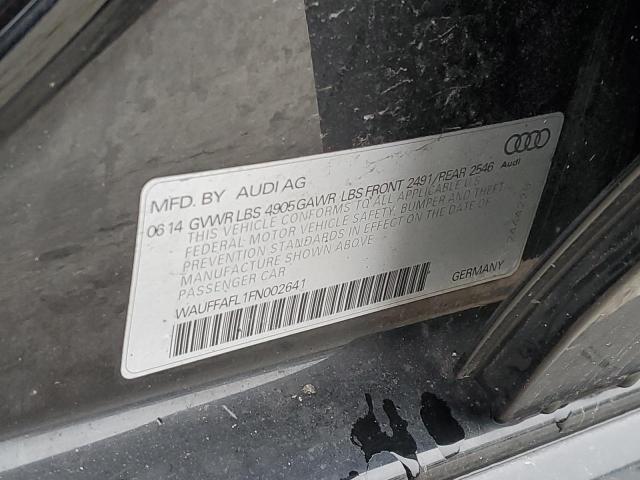 MFD. BY AUDI AG
06 14 GVWR LBS 4905 GAWR LBS FRONT 2491/REAR 2546
THIS VEHICLE CONFORMS TO ALL APPLICABLE U.S.
FEDERAL MOTOR VEHICLE SAFETY, BUMPER AND THEFT
PREVENTION STANDARDS IN EFFECT ON THE DATE OF
MANUFACTURE SHOWN ABOVE.
PASSENGER CAR
WAUFFAFL1FN002641
GERMANY
Audi